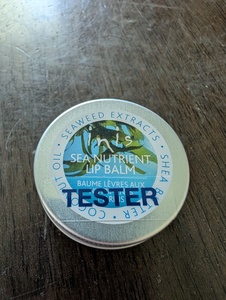 SEAWEED EXTRACTS • SHEA BUTTER • COCONUT OIL •
SEA NUTRIENT
LIP BALM
BAUME LÈVRES AUX
TESTER